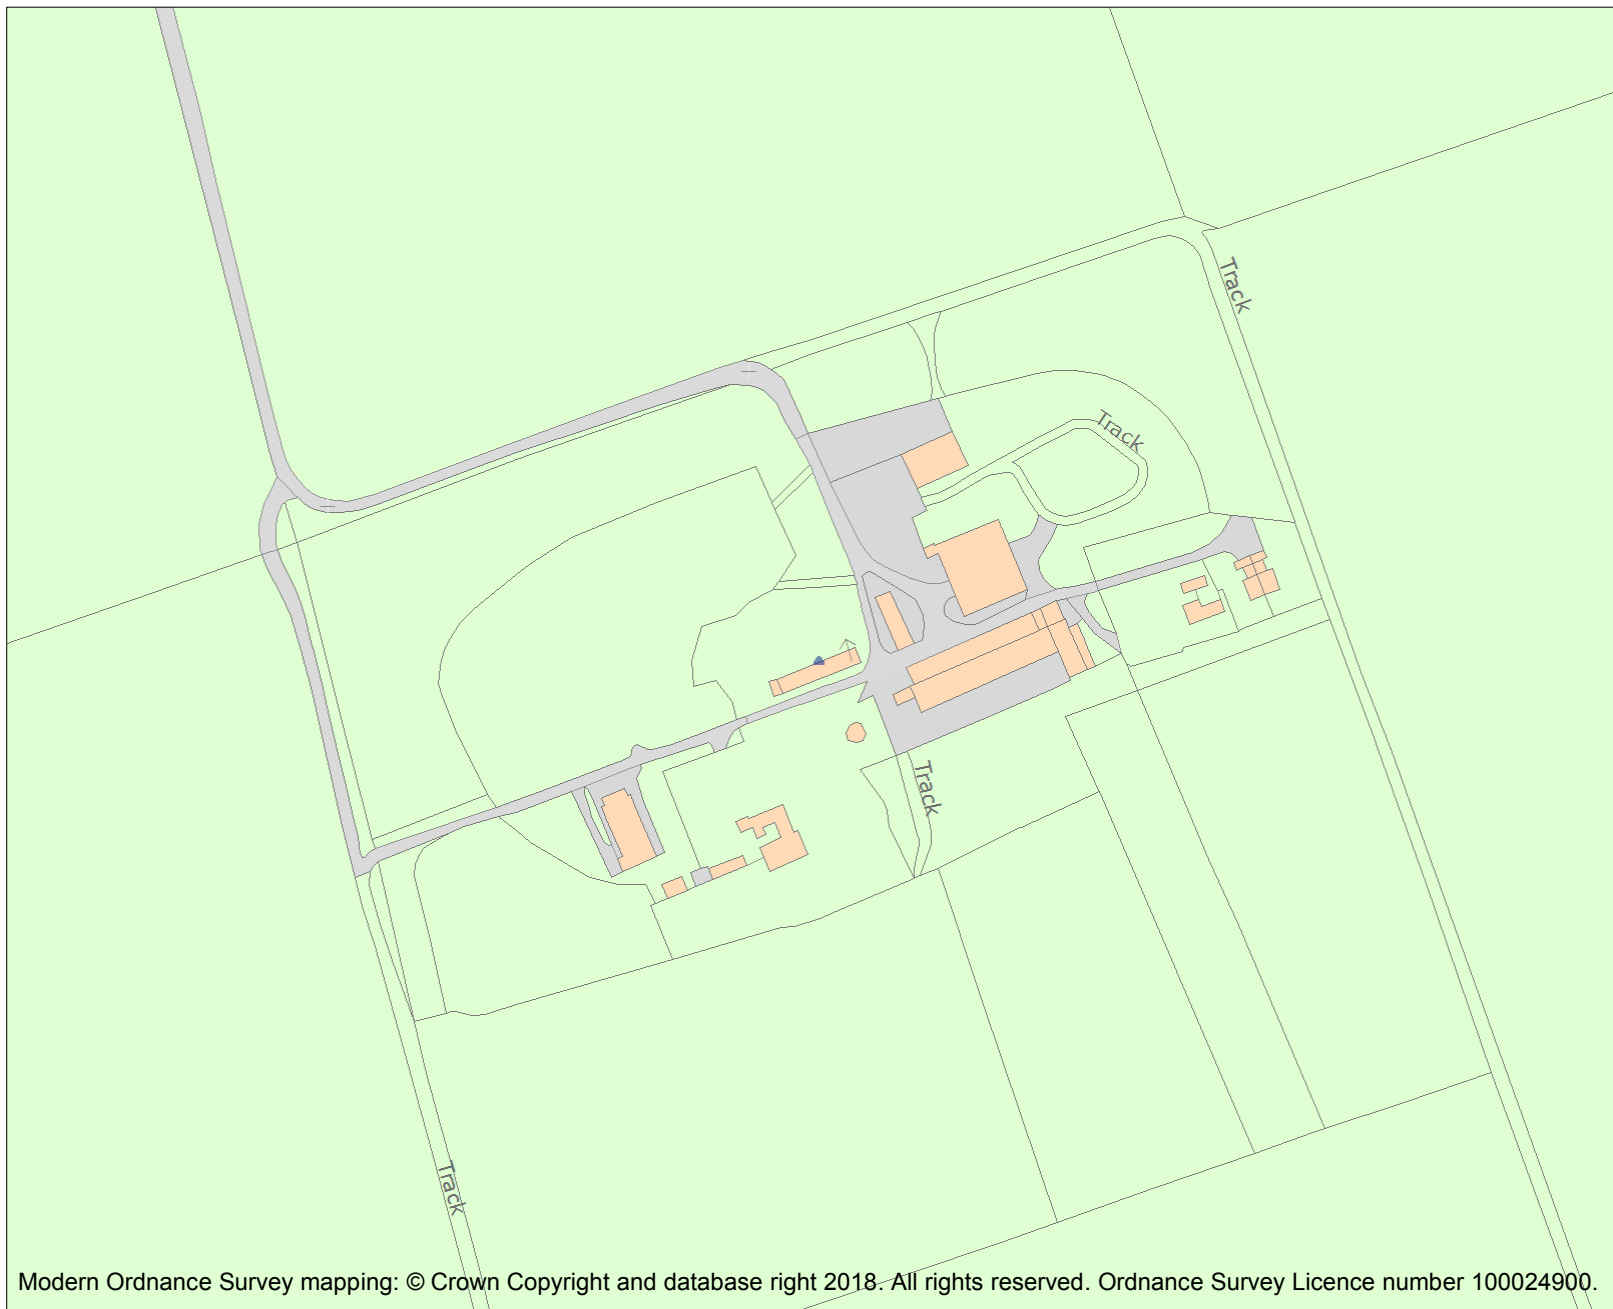 Track
Track
Track
Track
Modern Ordnance Survey mapping: © Crown Copyright and database right 2018. All rights reserved. Ordnance Survey Licence number 100024900.